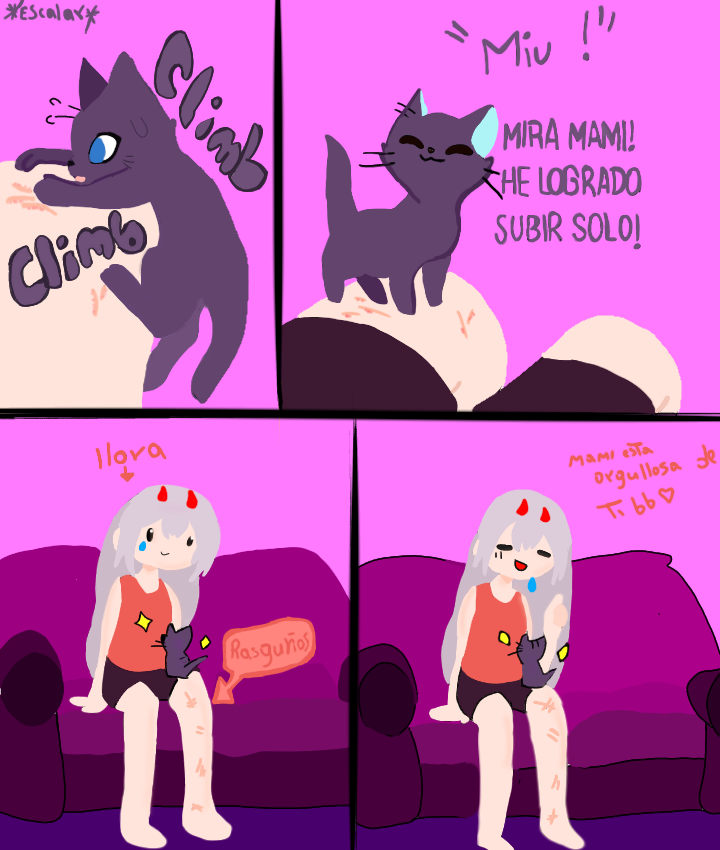 *Escalar*
Climb
Climb
"Miu !"
MIRA MAMI!
HE LOGRADO
SUBIR SOLO!
llora
Rasguños
Mami esta
orgullosa de
Ti bb♡